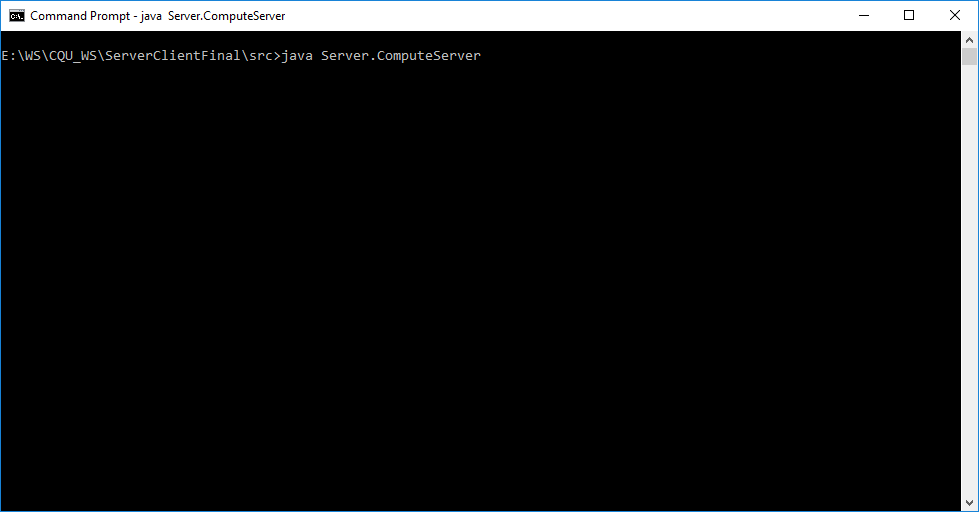 Command Prompt - java  Server.ComputeServer
E:\WS\CQU_WS\ServerClientFinal\src>java Server.ComputeServer